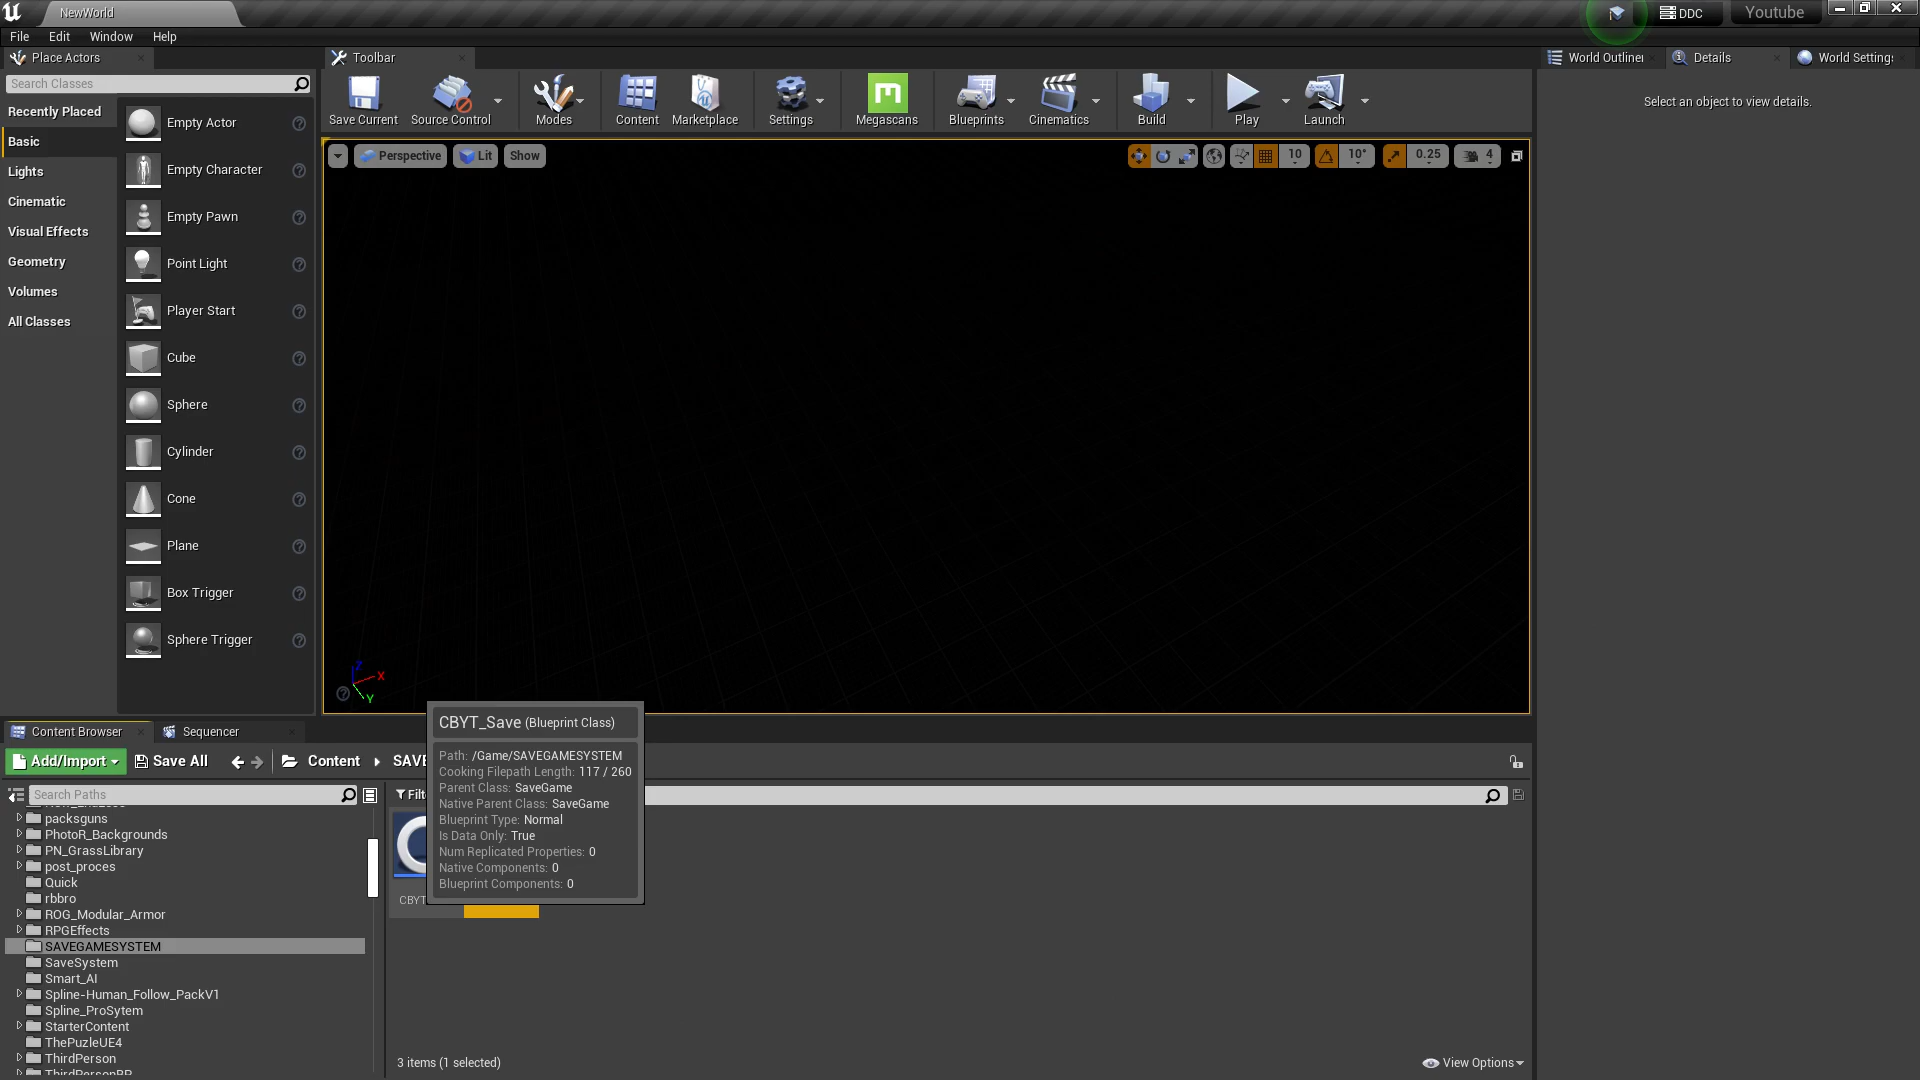 NewWorld
DDC
Youtube
File
Edit
Window
Help
Place Actors
Toolbar
World Outliner
Details
World Settings
Search Classes
Save Current
Source Control
Modes
Content
Marketplace
Settings
Megascans
Blueprints
Cinematics
Build
Play
Launch
Select an object to view details.
Recently Placed
Basic
Lights
Cinematic
Visual Effects
Geometry
Volumes
All Classes
Empty Actor
Empty Character
Empty Pawn
Point Light
Player Start
Cube
Sphere
Cylinder
Cone
Plane
Box Trigger
Sphere Trigger
Perspective
Lit
Show
10
10°
0.25
4
Z
X
Y
CBYT_Save (Blueprint Class)
Path: /Game/SAVEGAMESYSTEM
Cooking Filepath Length: 117 / 260
Parent Class: SaveGame
Native Parent Class: SaveGame
Blueprint Type: Normal
Is Data Only: True
Num Replicated Properties: 0
Native Components: 0
Blueprint Components: 0
Content Browser
Sequencer
Add/Import
Save All
Content
SAVE
Search Paths
Filt
packsguns
PhotoR_Backgrounds
PN_GrassLibrary
post_proces
Quick
rbbro
ROG_Modular_Armor
RPGEffects
SAVEGAMESYSTEM
SaveSystem
Smart_AI
Spline-Human_Follow_PackV1
Spline_ProSytem
StarterContent
ThePuzleUE4
ThirdPerson
ThirdPersonBP
CBYT
3 items (1 selected)
View Options